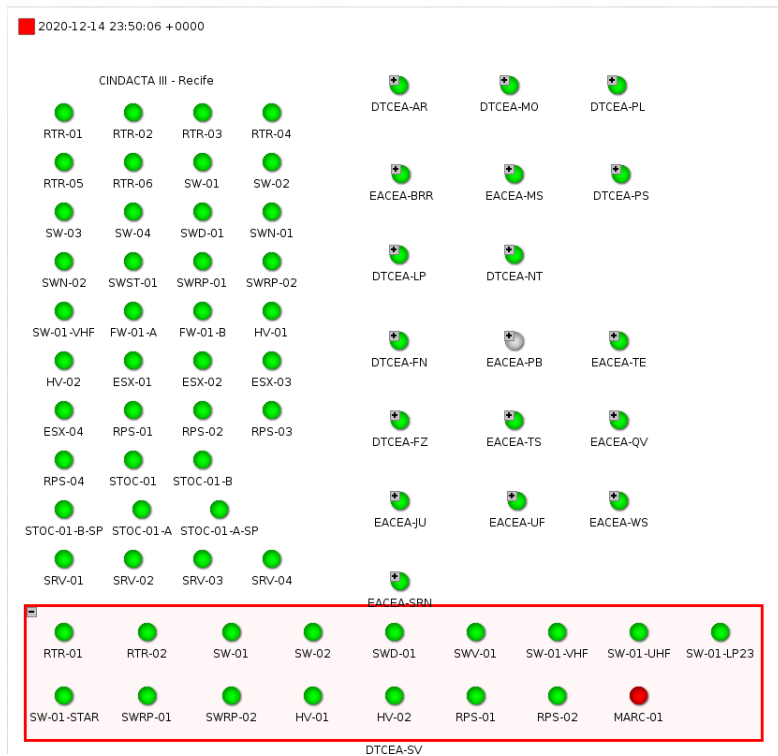 2020-12-14 23:50:06 +0000
CINDACTA III - Recife
RTR-01 RTR-02 RTR-03 RTR-04
RTR-05 RTR-06 SW-01 SW-02
SW-03 SW-04 SWD-01 SWN-01
SWN-02 SWST-01 SWRP-01 SWRP-02
SW-01-VHF FW-01-A FW-01-B HV-01
HV-02 ESX-01 ESX-02 ESX-03
ESX-04 RPS-01 RPS-02 RPS-03
RPS-04 STOC-01 STOC-01-B
STOC-01-B-SP STOC-01-A STOC-01-A-SP
SRV-01 SRV-02 SRV-03 SRV-04
DTCEA-AR DTCEA-MO DTCEA-PL
EACEA-BRR EACEA-MS DTCEA-PS
DTCEA-LP DTCEA-NT
DTCEA-FN EACEA-PB EACEA-TE
DTCEA-FZ EACEA-TS EACEA-QV
EACEA-JU EACEA-UF EACEA-WS
EACEA-SRN
RTR-01 RTR-02 SW-01 SW-02 SWD-01 SWV-01 SW-01-VHF SW-01-UHF SW-01-LP23
SW-01-STAR SWRP-01 SWRP-02 HV-01 HV-02 RPS-01 RPS-02 MARC-01
DTCEA-SV